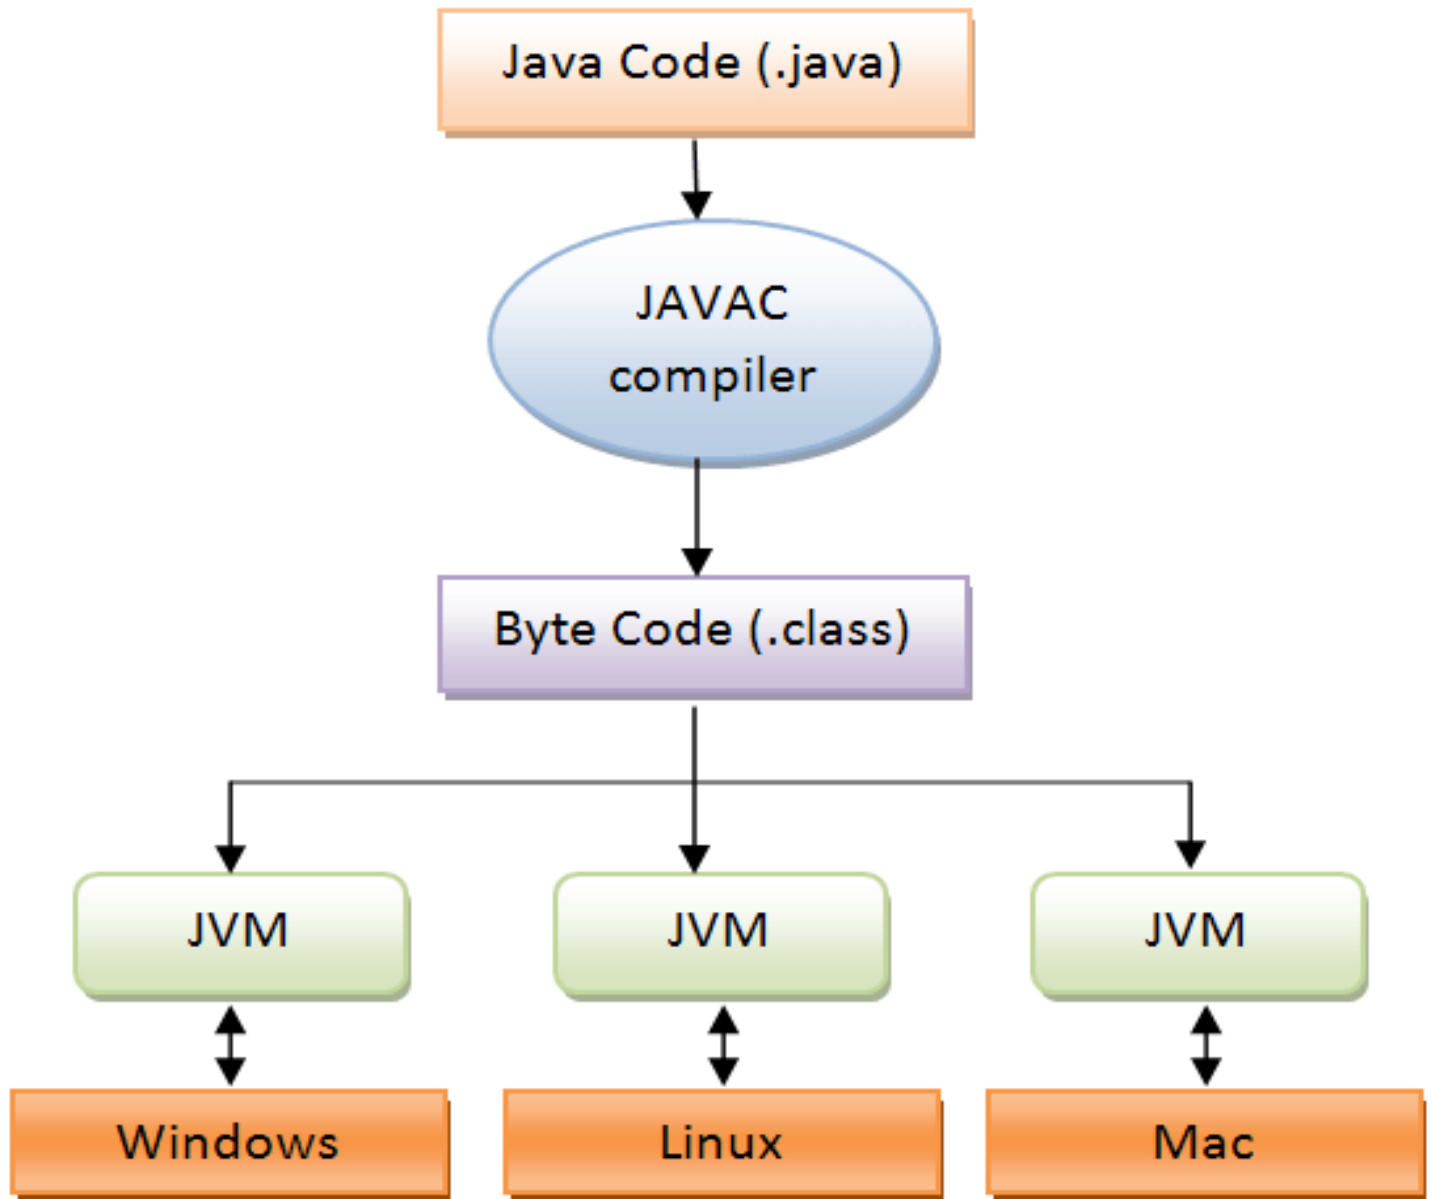 Java Code (.java)
JAVAC
compiler
Byte Code (.class)
JVM
JVM
JVM
Windows
Linux
Mac